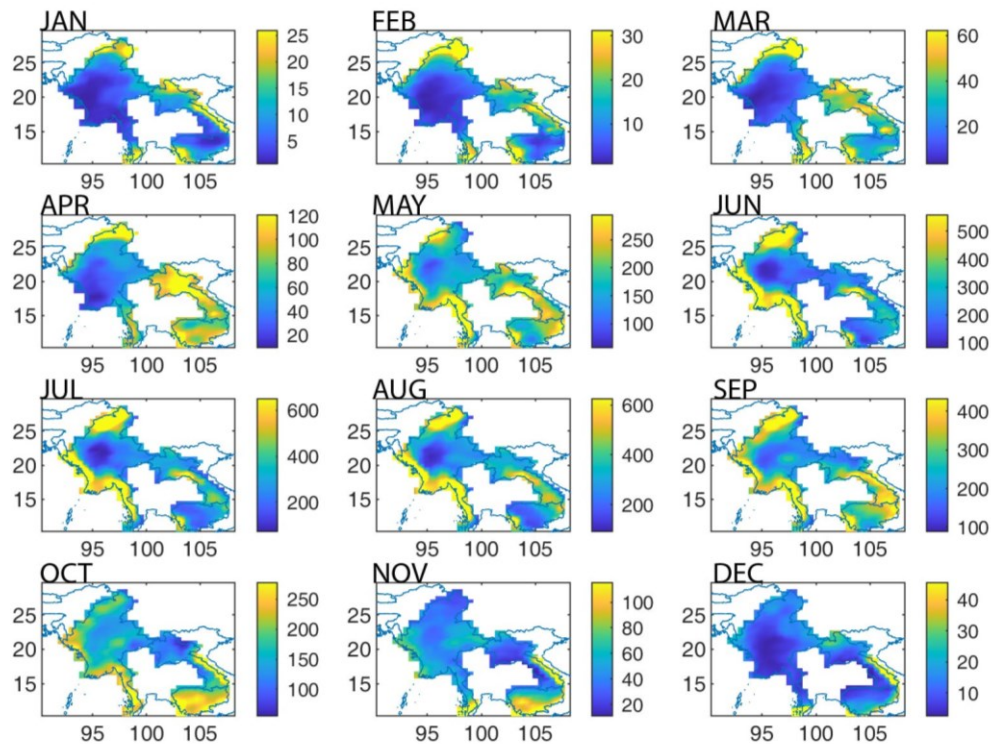 JAN FEB MAR
25 20 15 25 20 15 10 5 25 20 15 30 20 10 25 20 15 60 40 20
95 100 105 95 100 105 95 100 105
APR MAY JUN
25 20 15 120 100 80 60 40 20 25 20 15 250 200 150 100 25 20 15 500 400 300 200 100
95 100 105 95 100 105 95 100 105
JUL AUG SEP
25 20 15 600 400 200 25 20 15 600 400 200 25 20 15 400 300 200 100
95 100 105 95 100 105 95 100 105
OCT NOV DEC
25 20 15 250 200 150 100 25 20 15 100 80 60 40 20 25 20 15 40 30 20 10
95 100 105 95 100 105 95 100 105